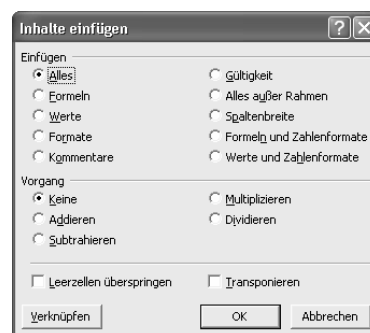 Inhalte einfügen
Einfügen
Alles
Gültigkeit
Formeln
Alles außer Rahmen
Werte
Spaltenbreite
Formate
Formeln und Zahlenformate
Kommentare
Werte und Zahlenformate
Vorgang
Keine
Multiplizieren
Addieren
Dividieren
Subtrahieren
Leerzellen überspringen
Transponieren
Verknüpfen
OK
Abbrechen